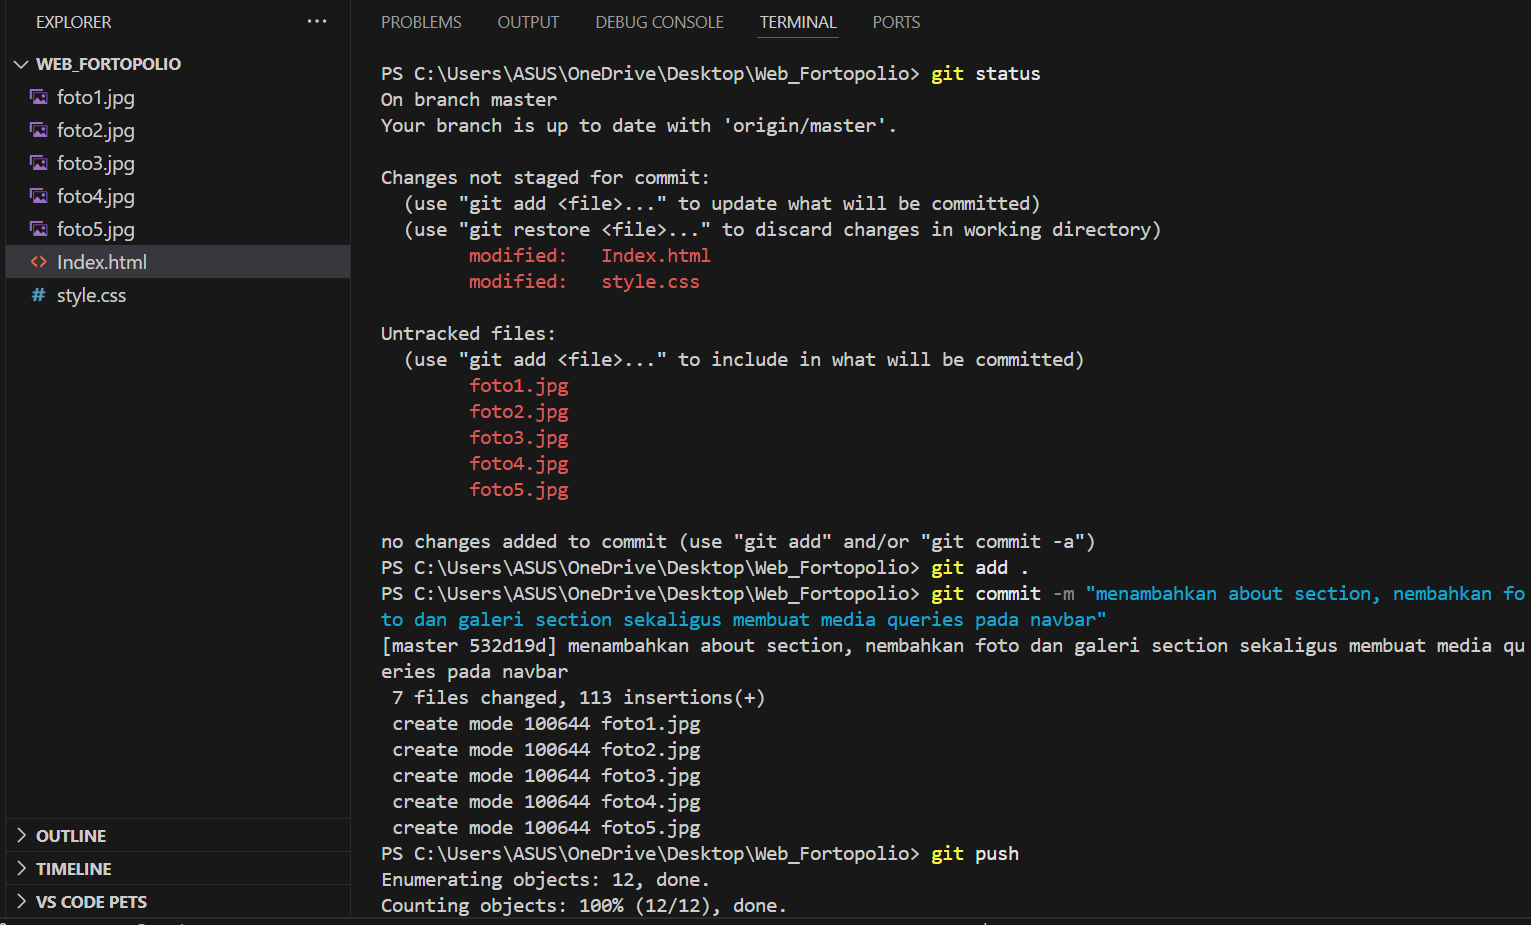 EXPLORER
WEB_FORTOPOLIO
foto1.jpg
foto2.jpg
foto3.jpg
foto4.jpg
foto5.jpg
Index.html
style.css
OUTLINE
TIMELINE
VS CODE PETS
PROBLEMS OUTPUT DEBUG CONSOLE TERMINAL PORTS
PS C:\Users\ASUS\OneDrive\Desktop\Web_Fortopolio> git status
On branch master
Your branch is up to date with 'origin/master'.
Changes not staged for commit:
(use "git add <file>..." to update what will be committed)
(use "git restore <file>..." to discard changes in working directory)
modified: Index.html
modified: style.css
Untracked files:
(use "git add <file>..." to include in what will be committed)
foto1.jpg
foto2.jpg
foto3.jpg
foto4.jpg
foto5.jpg
no changes added to commit (use "git add" and/or "git commit -a")
PS C:\Users\ASUS\OneDrive\Desktop\Web_Fortopolio> git add .
PS C:\Users\ASUS\OneDrive\Desktop\Web_Fortopolio> git commit -m "menambahkan about section, nembahkan fo
to dan galeri section sekaligus membuat media queries pada navbar"
[master 532d19d] menambahkan about section, nembahkan foto dan galeri section sekaligus membuat media qu
eries pada navbar
7 files changed, 113 insertions(+)
create mode 100644 foto1.jpg
create mode 100644 foto2.jpg
create mode 100644 foto3.jpg
create mode 100644 foto4.jpg
create mode 100644 foto5.jpg
PS C:\Users\ASUS\OneDrive\Desktop\Web_Fortopolio> git push
Enumerating objects: 12, done.
Counting objects: 100% (12/12), done.